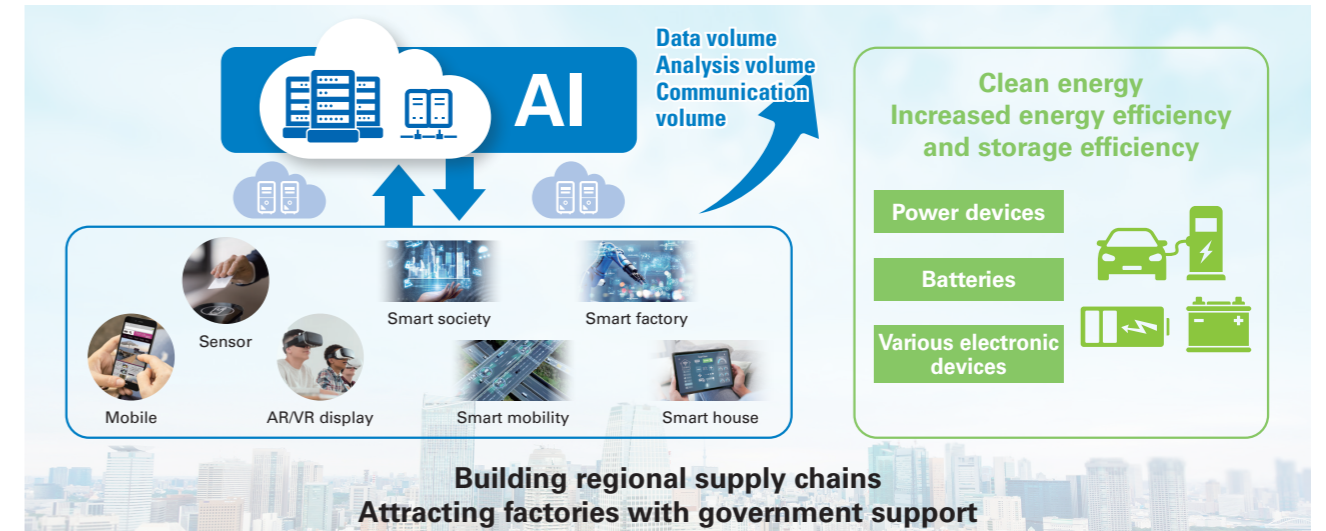 AI
Data volume
Analysis volume
Communication
volume
Sensor
Smart society
Smart factory
Mobile
AR/VR display
Smart mobility
Smart house
Clean energy
Increased energy efficiency
and storage efficiency
Power devices
Batteries
Various electronic
devices
Building regional supply chains
Attracting factories with government support